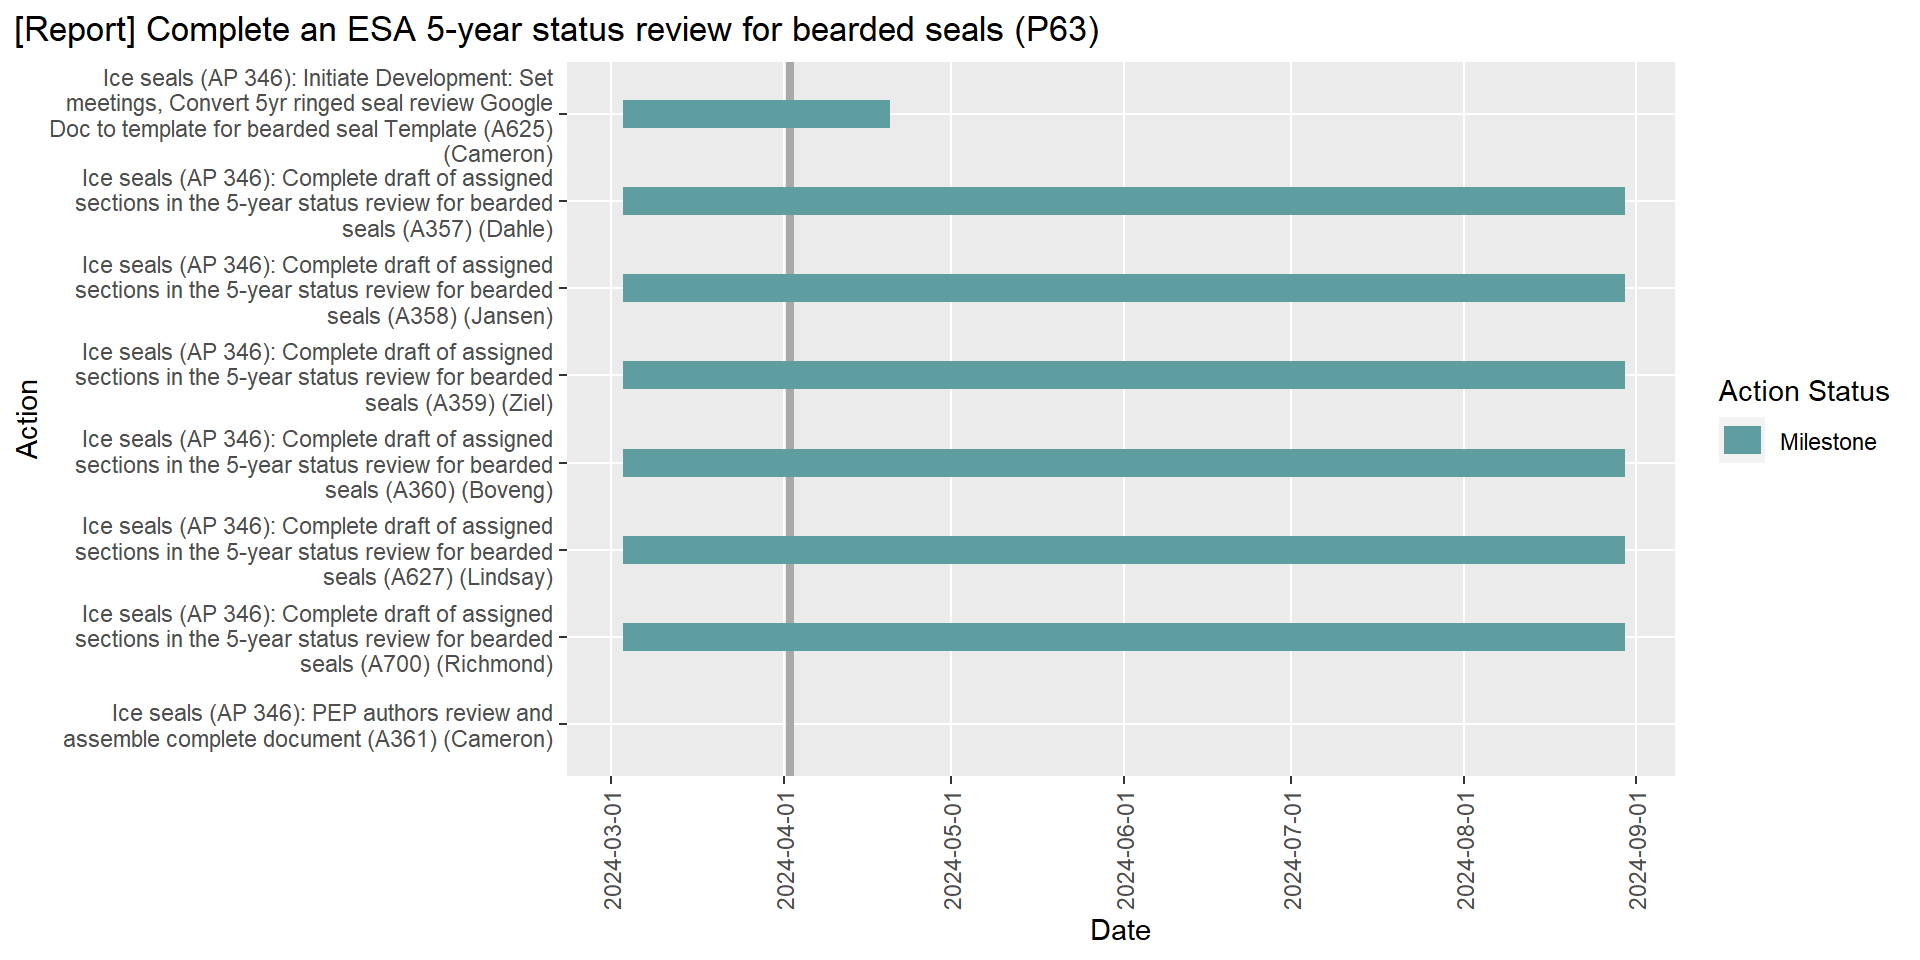 [Report] Complete an ESA 5-year status review for bearded seals (P63)
Ice seals (AP 346): Initiate Development: Set
meetings, Convert 5yr ringed seal review Google
Doc to template for bearded seal Template (A625)
(Cameron)
Ice seals (AP 346): Complete draft of assigned
sections in the 5-year status review for bearded
seals (A357) (Dahle)
Ice seals (AP 346): Complete draft of assigned
sections in the 5-year status review for bearded
seals (A358) (Jansen)
Ice seals (AP 346): Complete draft of assigned
sections in the 5-year status review for bearded
seals (A359) (Ziel)
Ice seals (AP 346): Complete draft of assigned
sections in the 5-year status review for bearded
seals (A360) (Boveng)
Ice seals (AP 346): Complete draft of assigned
sections in the 5-year status review for bearded
seals (A627) (Lindsay)
Ice seals (AP 346): Complete draft of assigned
sections in the 5-year status review for bearded
seals (A700) (Richmond)
Ice seals (AP 346): PEP authors review and
assemble complete document (A361) (Cameron)
Action
2024-03-01
2024-04-01
2024-05-01
2024-06-01
2024-07-01
2024-08-01
2024-09-01
Date
Action Status
Milestone